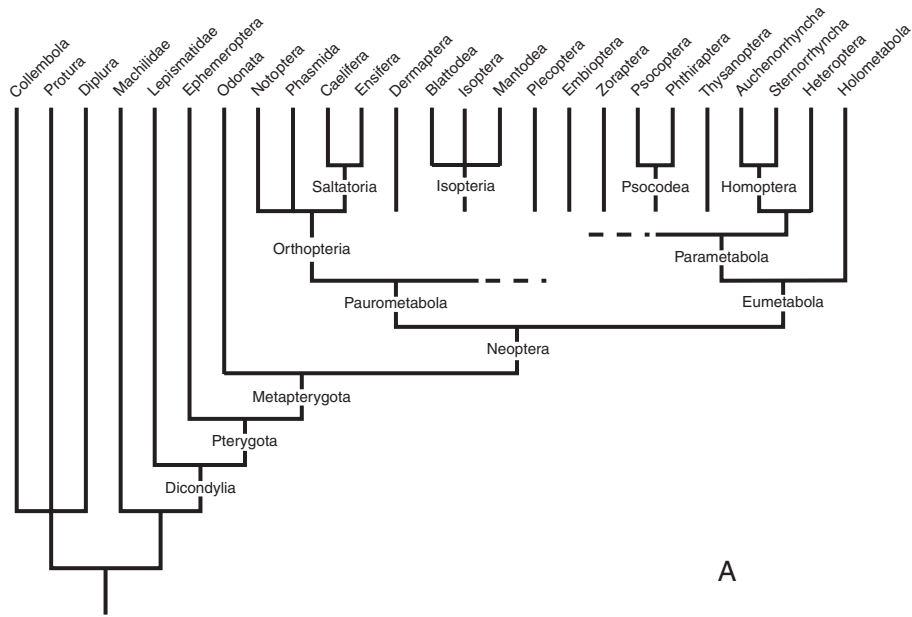 Collembola
Protura
Diplura
Machilidae
Lepismatidae
Ephemeroptera
Odonata
Notoptera
Phasmida
Caelifera
Ensifera
Dermaptera
Blattodea
Isoptera
Mantodea
Plecoptera
Embioptera
Zoraptera
Psocoptera
Phthiraptera
Thysanoptera
Auchenorrhyncha
Sternorrhyncha
Heteroptera
Holometabola
Saltatoria
Isopteria
Psocodea
Homoptera
Orthopteria
Parametabola
Paurometabola
Eumetabola
Neoptera
Metapterygota
Pterygota
Dicondylia
A